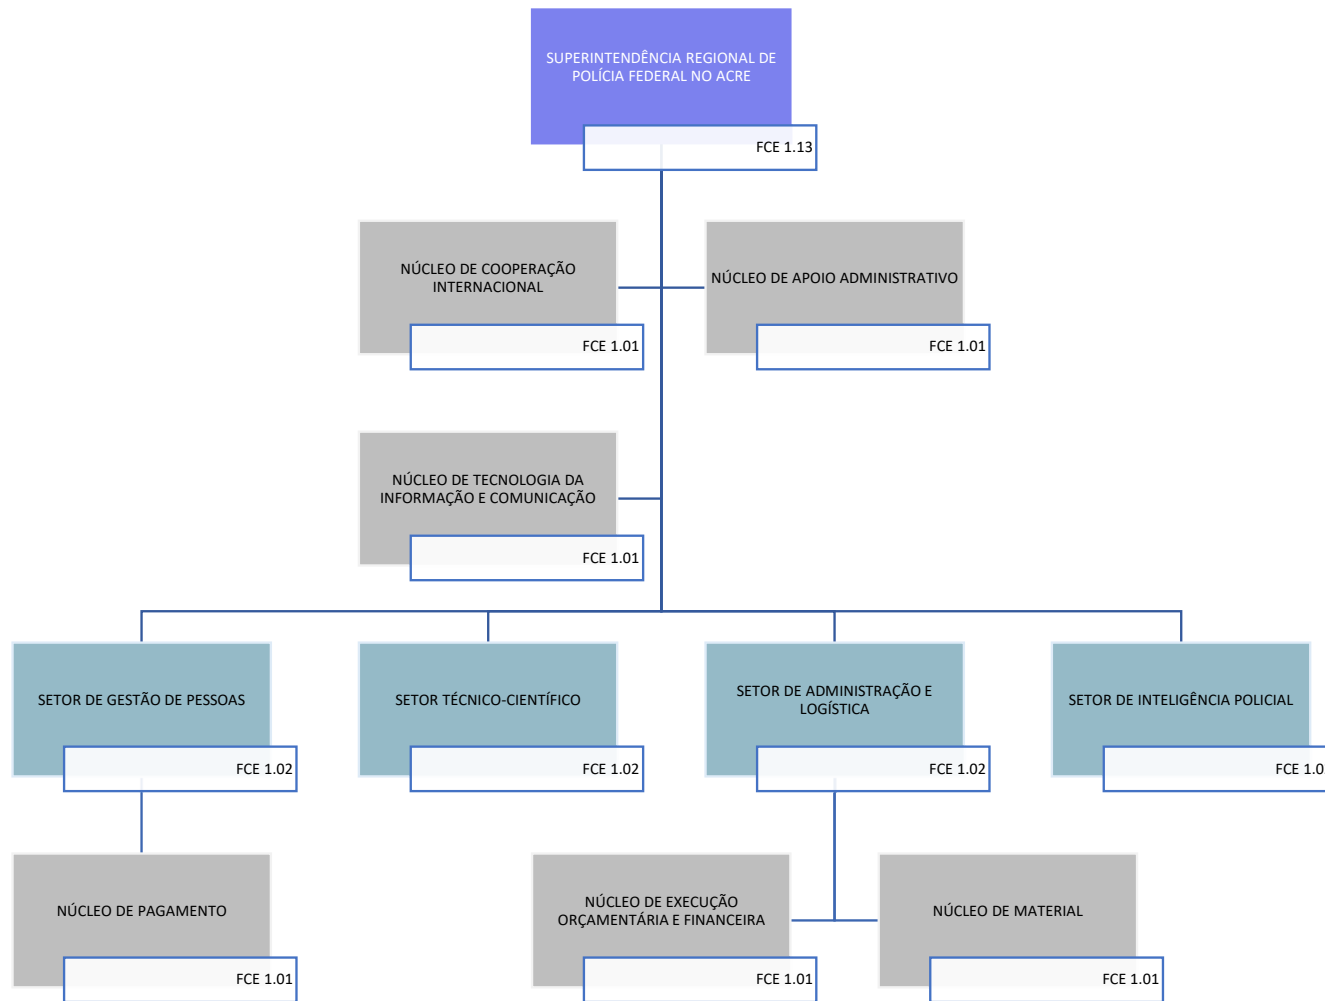 SUPERINTENDÊNCIA REGIONAL DE
POLÍCIA FEDERAL NO ACRE
FCE 1.13
NÚCLEO DE COOPERAÇÃO
INTERNACIONAL
FCE 1.01
NÚCLEO DE APOIO ADMINISTRATIVO
FCE 1.01
NÚCLEO DE TECNOLOGIA DA
INFORMAÇÃO E COMUNICAÇÃO
FCE 1.01
SETOR DE GESTÃO DE PESSOAS
FCE 1.02
SETOR TÉCNICO-CIENTÍFICO
FCE 1.02
SETOR DE ADMINISTRAÇÃO E
LOGÍSTICA
FCE 1.02
SETOR DE INTELIGÊNCIA POLICIAL
FCE
NÚCLEO DE PAGAMENTO
FCE 1.01
NÚCLEO DE EXECUÇÃO
ORÇAMENTÁRIA E FINANCEIRA
FCE 1.01
NÚCLEO DE MATERIAL
FCE 1.01